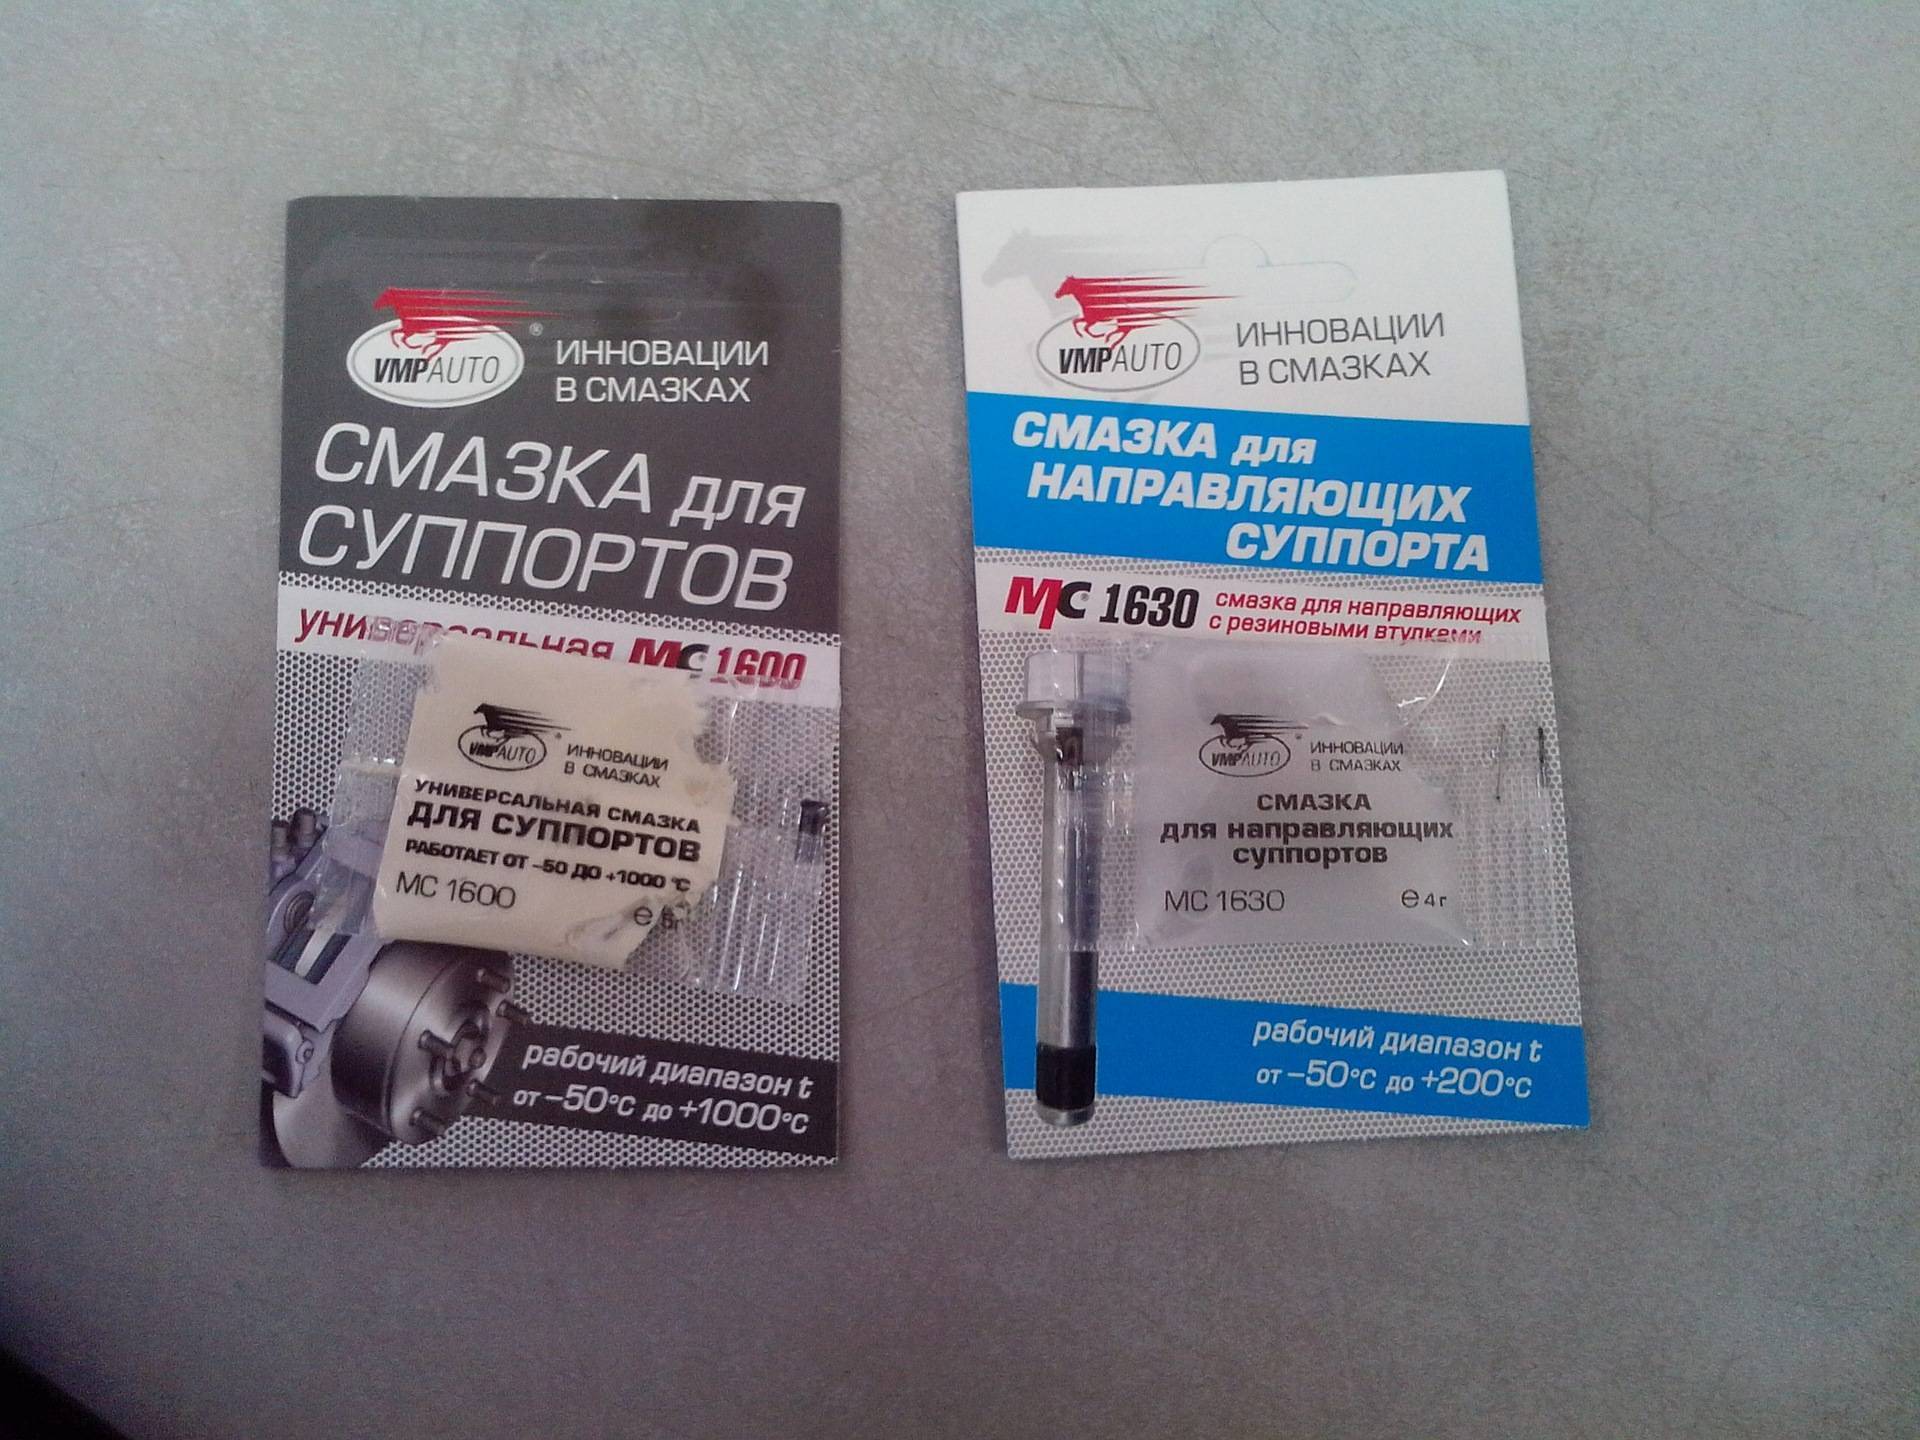 VMPAUTO
ИННОВАЦИИ
В СМАЗКАХ
СМАЗКА для
СУППОРТОВ
универсальная МС 1600
VMPAUTO
ИННОВАЦИИ
В СМАЗКАХ
УНИВЕРСАЛЬНАЯ СМАЗКА
ДЛЯ СУППОРТОВ
РАБОТАЕТ ОТ –50 ДО +1000 °С
МС 1600
℮ 5г
рабочий диапазон t
от –50°С до +1000°С
VMPAUTO
ИННОВАЦИИ
В СМАЗКАХ
СМАЗКА для
НАПРАВЛЯЮЩИХ
СУППОРТА
МС 1630 смазка для направляющих
с резиновыми втулками
VMPAUTO
ИННОВАЦИИ
В СМАЗКАХ
СМАЗКА
для направляющих
суппортов
МС 1630
℮ 4г
рабочий диапазон t
от –50°С до +200°С